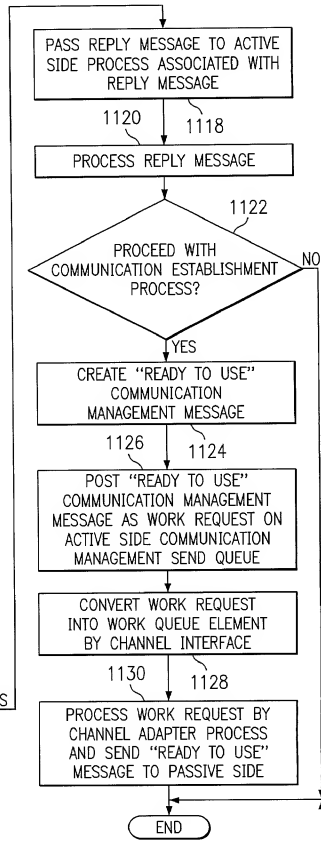 PASS REPLY MESSAGE TO ACTIVE
SIDE PROCESS ASSOCIATED WITH
REPLY MESSAGE
1120
1118
PROCESS REPLY MESSAGE
1122
PROCEED WITH
COMMUNICATION ESTABLISHMENT
PROCESS?
NO
YES
CREATE "READY TO USE"
COMMUNICATION
MANAGEMENT MESSAGE
1126
1124
POST "READY TO USE"
COMMUNICATION MANAGEMENT
MESSAGE AS WORK REQUEST ON
ACTIVE SIDE COMMUNICATION
MANAGEMENT SEND QUEUE
CONVERT WORK REQUEST
INTO WORK QUEUE ELEMENT
BY CHANNEL INTERFACE
1130
1128
S
PROCESS WORK REQUEST BY
CHANNEL ADAPTER PROCESS
AND SEND "READY TO USE"
MESSAGE TO PASSIVE SIDE
END